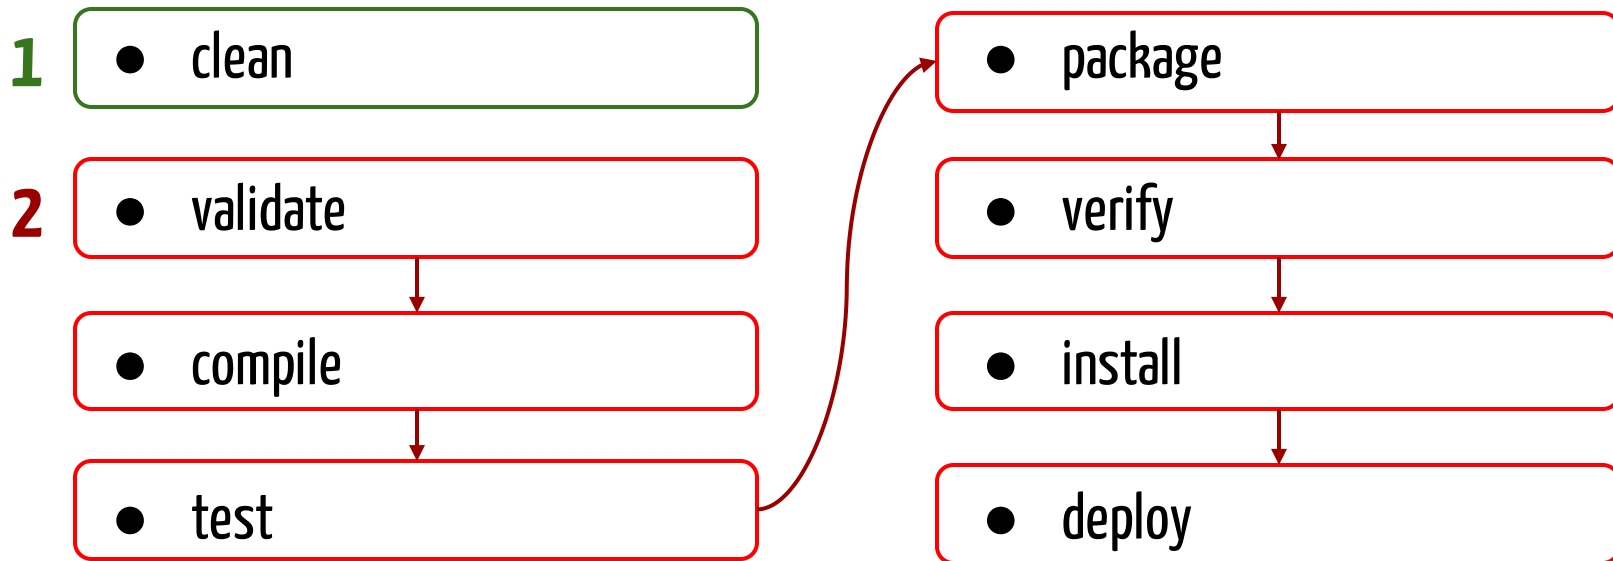 1 ● clean
2 ● validate
● compile
● test
● package
● verify
● install
● deploy